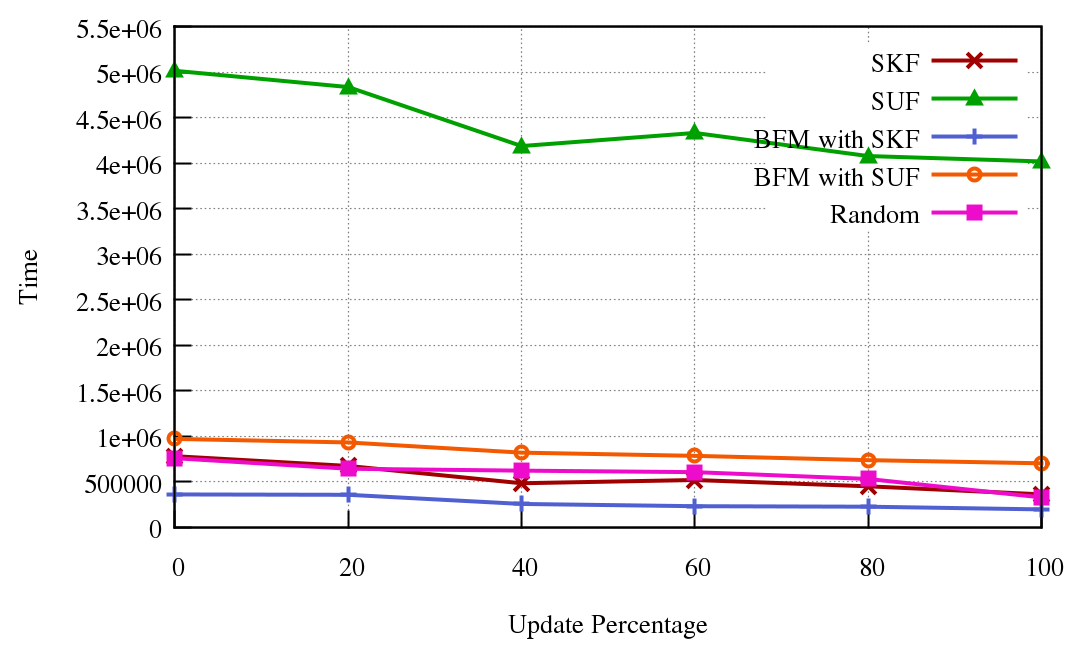 5.5e+06
5e+06
4.5e+06
4e+06
3.5e+06
3e+06
2.5e+06
2e+06
1.5e+06
1e+06
500000
0
Time
SKF
SUF
BFM with SKF
BFM with SUF
Random
0 20 40 60 80 100
Update Percentage